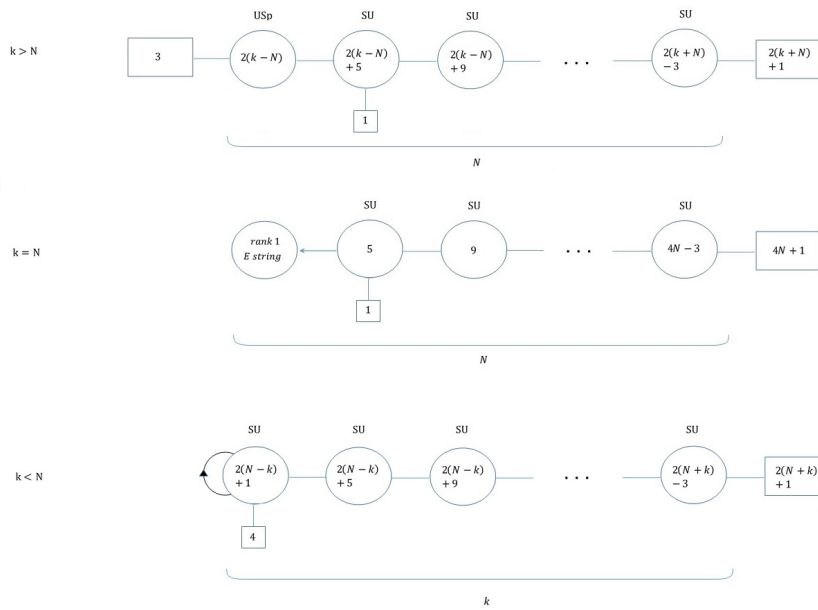 USp SU SU SU
k > N
3
2(k − N)
2(k − N)
+ 5
2(k − N)
+ 9
. . .
2(k + N)
− 3
2(k + N)
+ 1
1
N
SU SU SU
k = N
rank 1
E string
5
9
. . .
4N − 3
4N + 1
1
N
SU SU SU SU
k < N
2(N − k)
+ 1
2(N − k)
+ 5
2(N − k)
+ 9
. . .
2(N + k)
− 3
2(N + k)
+ 1
4
k